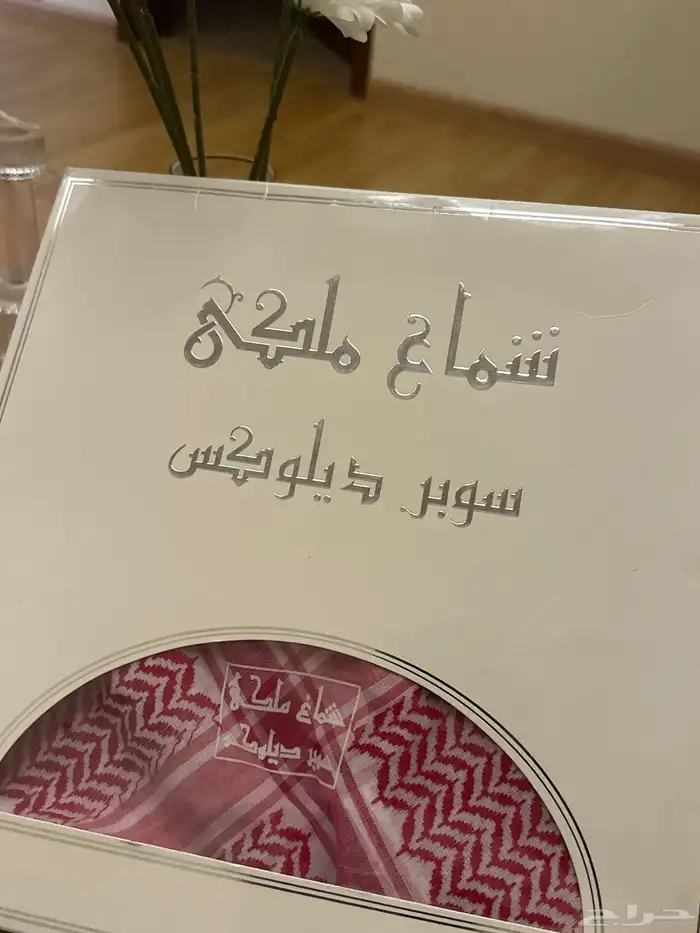 شماغ ملكي
سوبر ديلوكس
شماغ ملكي
سوبر ديلوكس
حراج